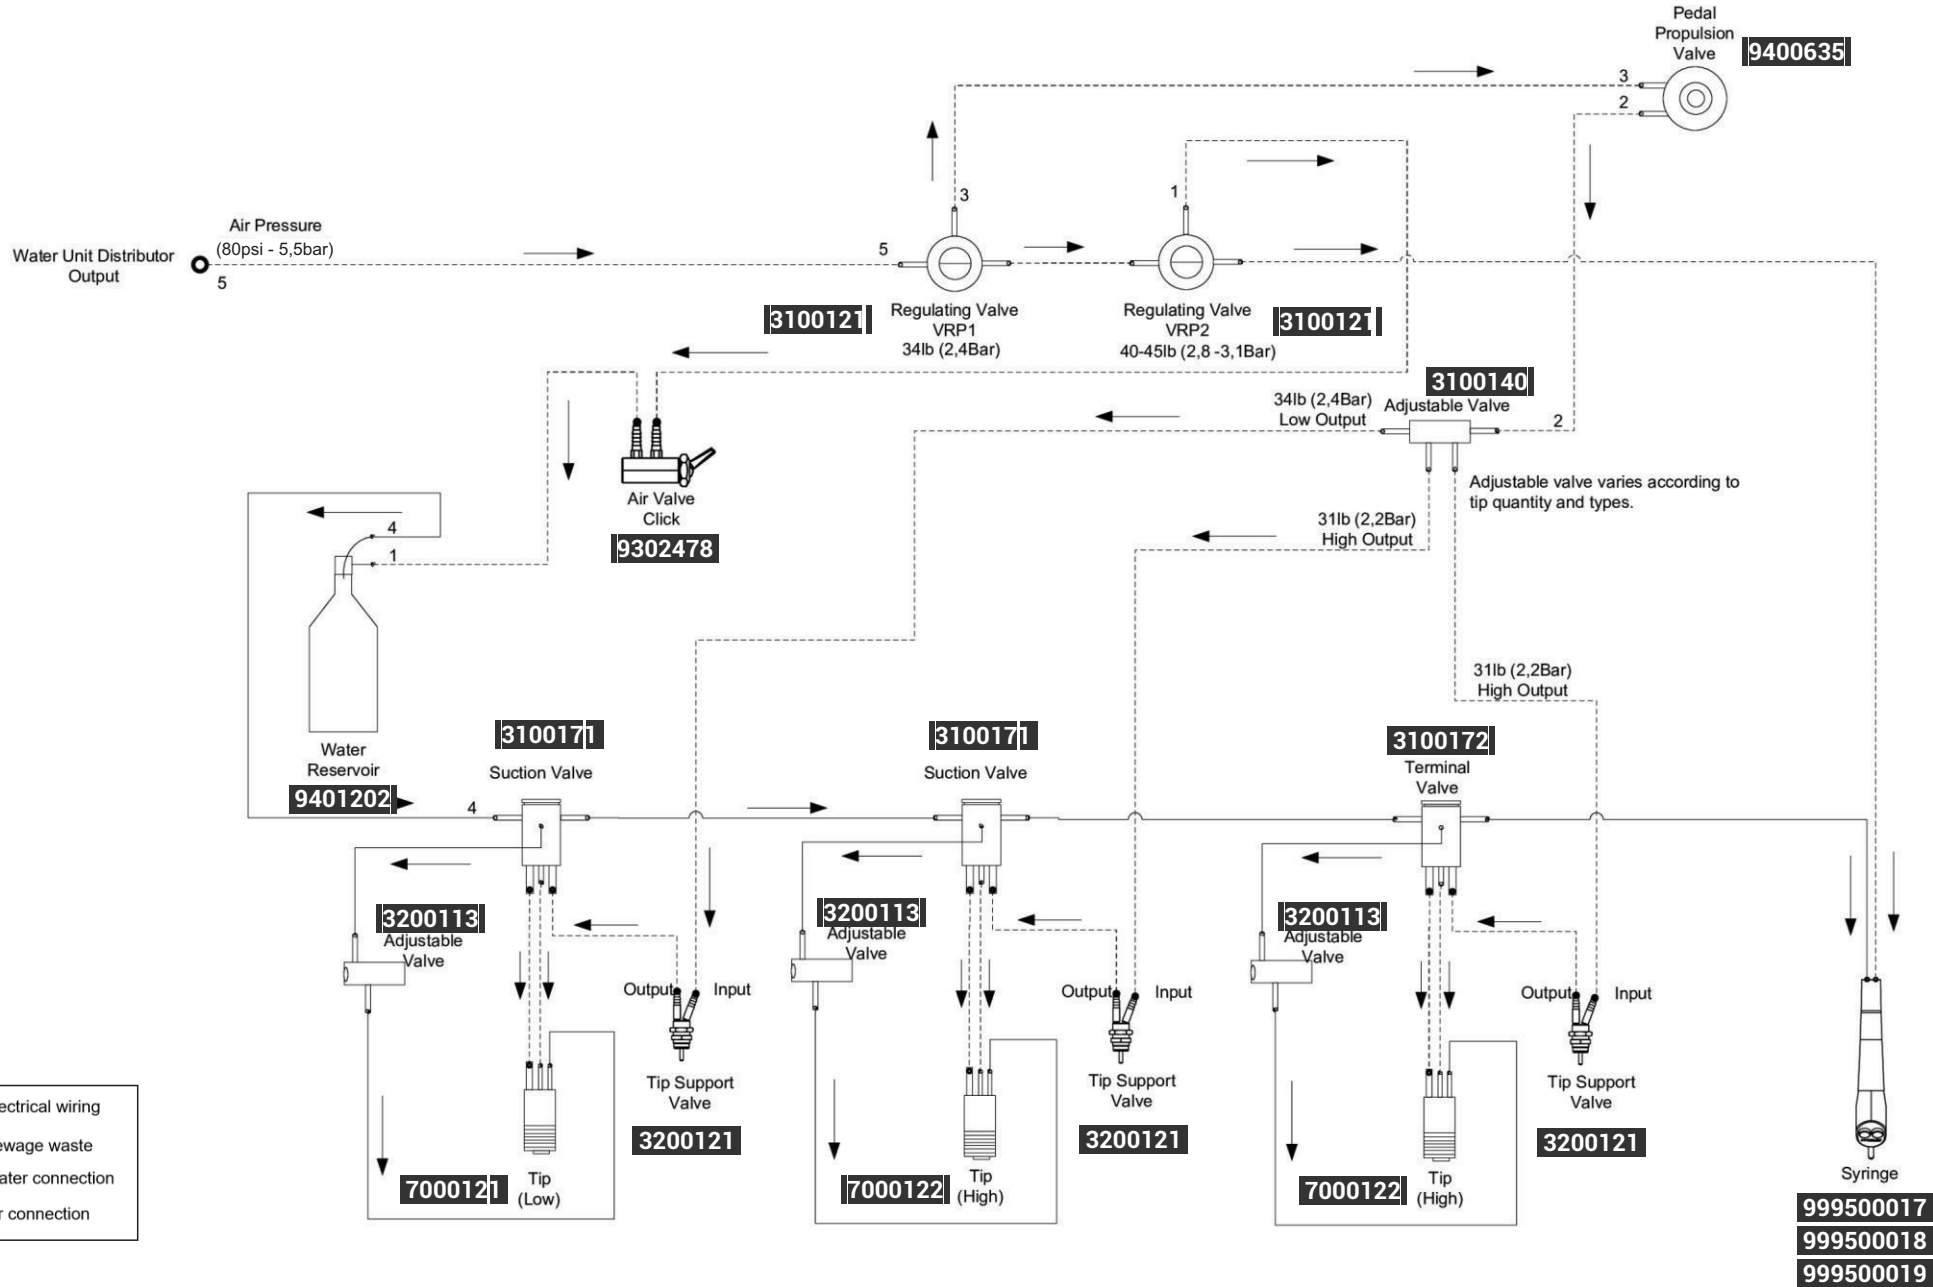 Pedal
Propulsion
Valve
9400635
3
2
3
1
Air Pressure
(80psi - 5,5bar)
Water Unit Distributor
Output
5
5
3100121
Regulating Valve
VRP1
34lb (2,4Bar)
Regulating Valve
VRP2
40-45lb (2,8 -3,1Bar)
3100121
3100140
34lb (2,4Bar)
Low Output
Adjustable Valve
2
Adjustable valve varies according to
tip quantity and types.
Air Valve
Click
9302478
31lb (2,2Bar)
High Output
4
1
31lb (2,2Bar)
High Output
Water
Reservoir
9401202
3100171
Suction Valve
3100171
Suction Valve
3100172
Terminal
Valve
4
3200113
Adjustable
Valve
3200113
Adjustable
Valve
3200113
Adjustable
Valve
Output
Input
Output
Input
Output
Input
Tip Support
Valve
3200121
Tip Support
Valve
3200121
Tip Support
Valve
3200121
7000121
Tip
(Low)
7000122
Tip
(High)
7000122
Tip
(High)
Syringe
999500017
999500018
999500019
ectrical wiring
ewage waste
ater connection
r connection